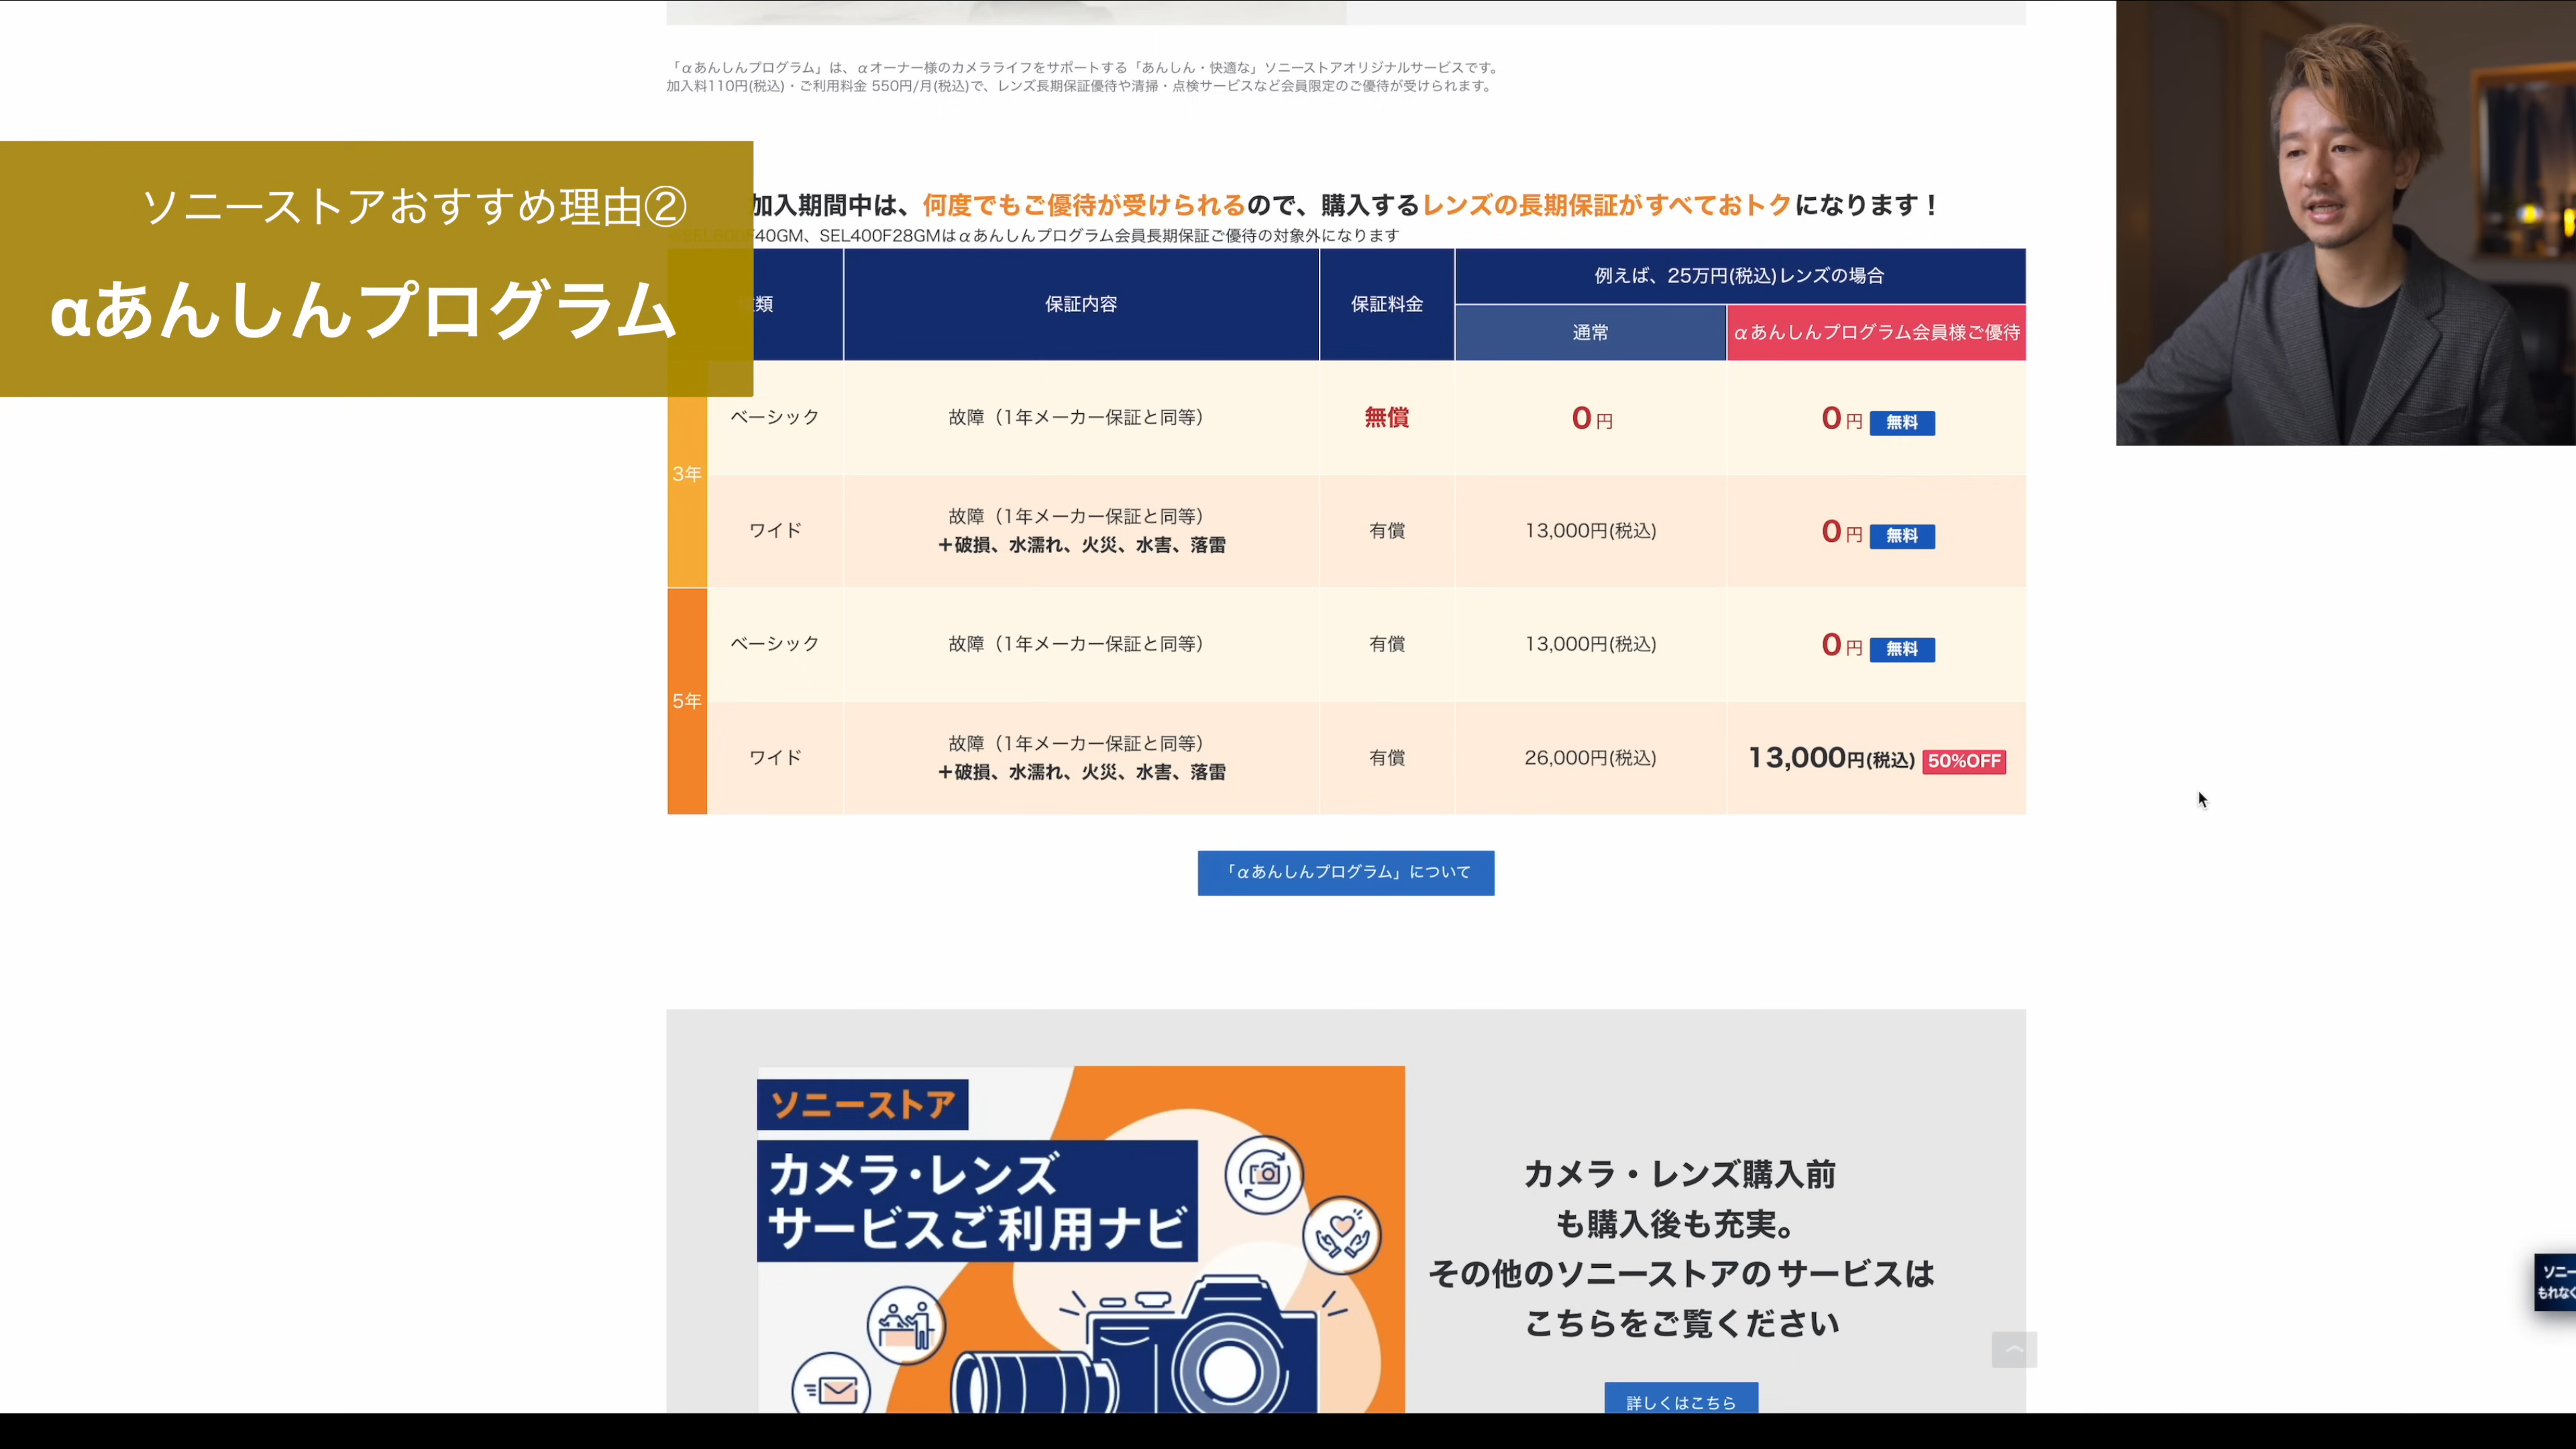 「αあんしんプログラム」は、αオーナー様のカメラライフをサポートする「あんしん・快適な」ソニーストアオリジナルサービスです。
加入料110円(税込)・ご利用料金 550円/月(税込)で、レンズ長期保証優待や清掃・点検サービスなど会員限定のご優待が受けられます。
ソニーストアおすすめ理由②
αあんしんプログラム
加入期間中は、何度でもご優待が受けられるので、購入するレンズの長期保証がすべておトクになります！
40GM、SEL400F28GMはαあんしんプログラム会員長期保証ご優待の対象外になります
類
保証内容
保証料金
例えば、25万円(税込)レンズの場合
通常
αあんしんプログラム会員様ご優待
3年
ベーシック
故障（1年メーカー保証と同等）
無償
0円
0円 無料
ワイド
故障（1年メーカー保証と同等）
＋破損、水濡れ、火災、水害、落雷
有償
13,000円(税込)
0円 無料
5年
ベーシック
故障（1年メーカー保証と同等）
有償
13,000円(税込)
0円 無料
ワイド
故障（1年メーカー保証と同等）
＋破損、水濡れ、火災、水害、落雷
有償
26,000円(税込)
13,000円(税込) 50%OFF
「αあんしんプログラム」について
ソニーストア
カメラ・レンズ
サービスご利用ナビ
カメラ・レンズ購入前
も購入後も充実。
その他のソニーストアのサービスは
こちらをご覧ください
詳しくはこちら
ソニー
もれなく